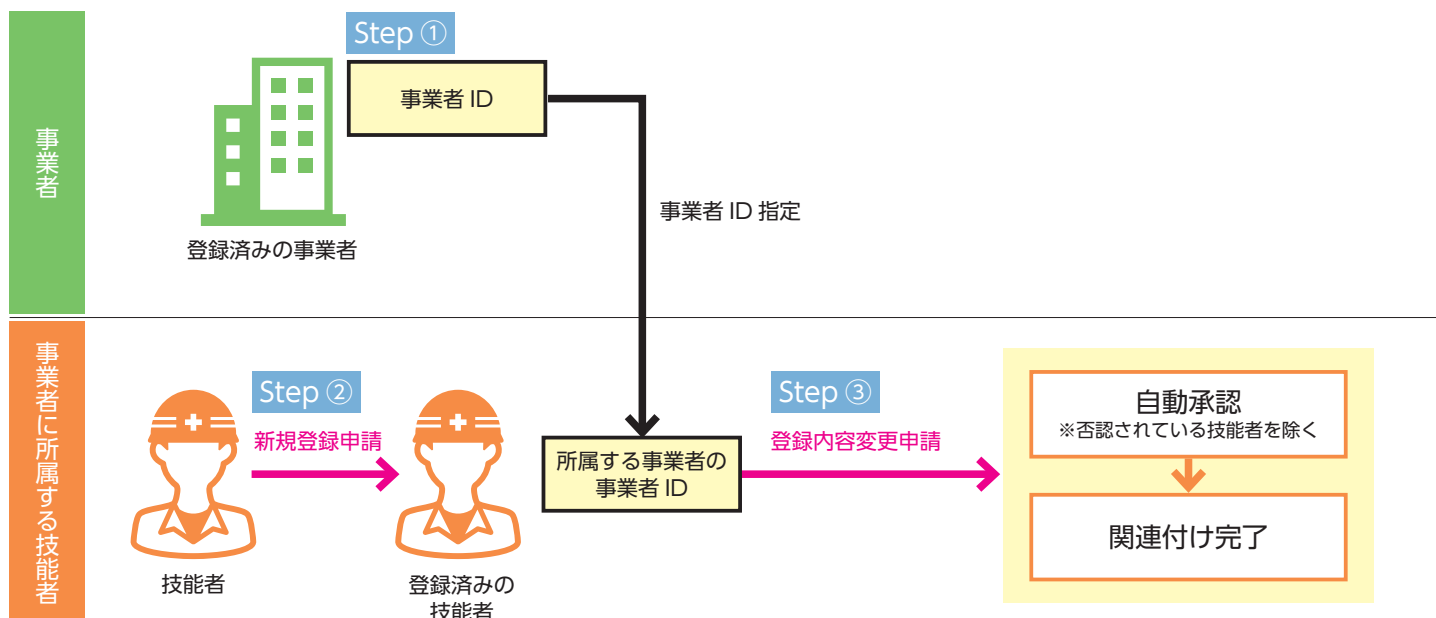 事業者
Step ①
事業者 ID
登録済みの事業者
事業者 ID 指定
事業者に所属する技能者
技能者
Step ②
新規登録申請
登録済みの
技能者
所属する事業者の
事業者 ID
Step ③
登録内容変更申請
自動承認
※否認されている技能者を除く
関連付け完了